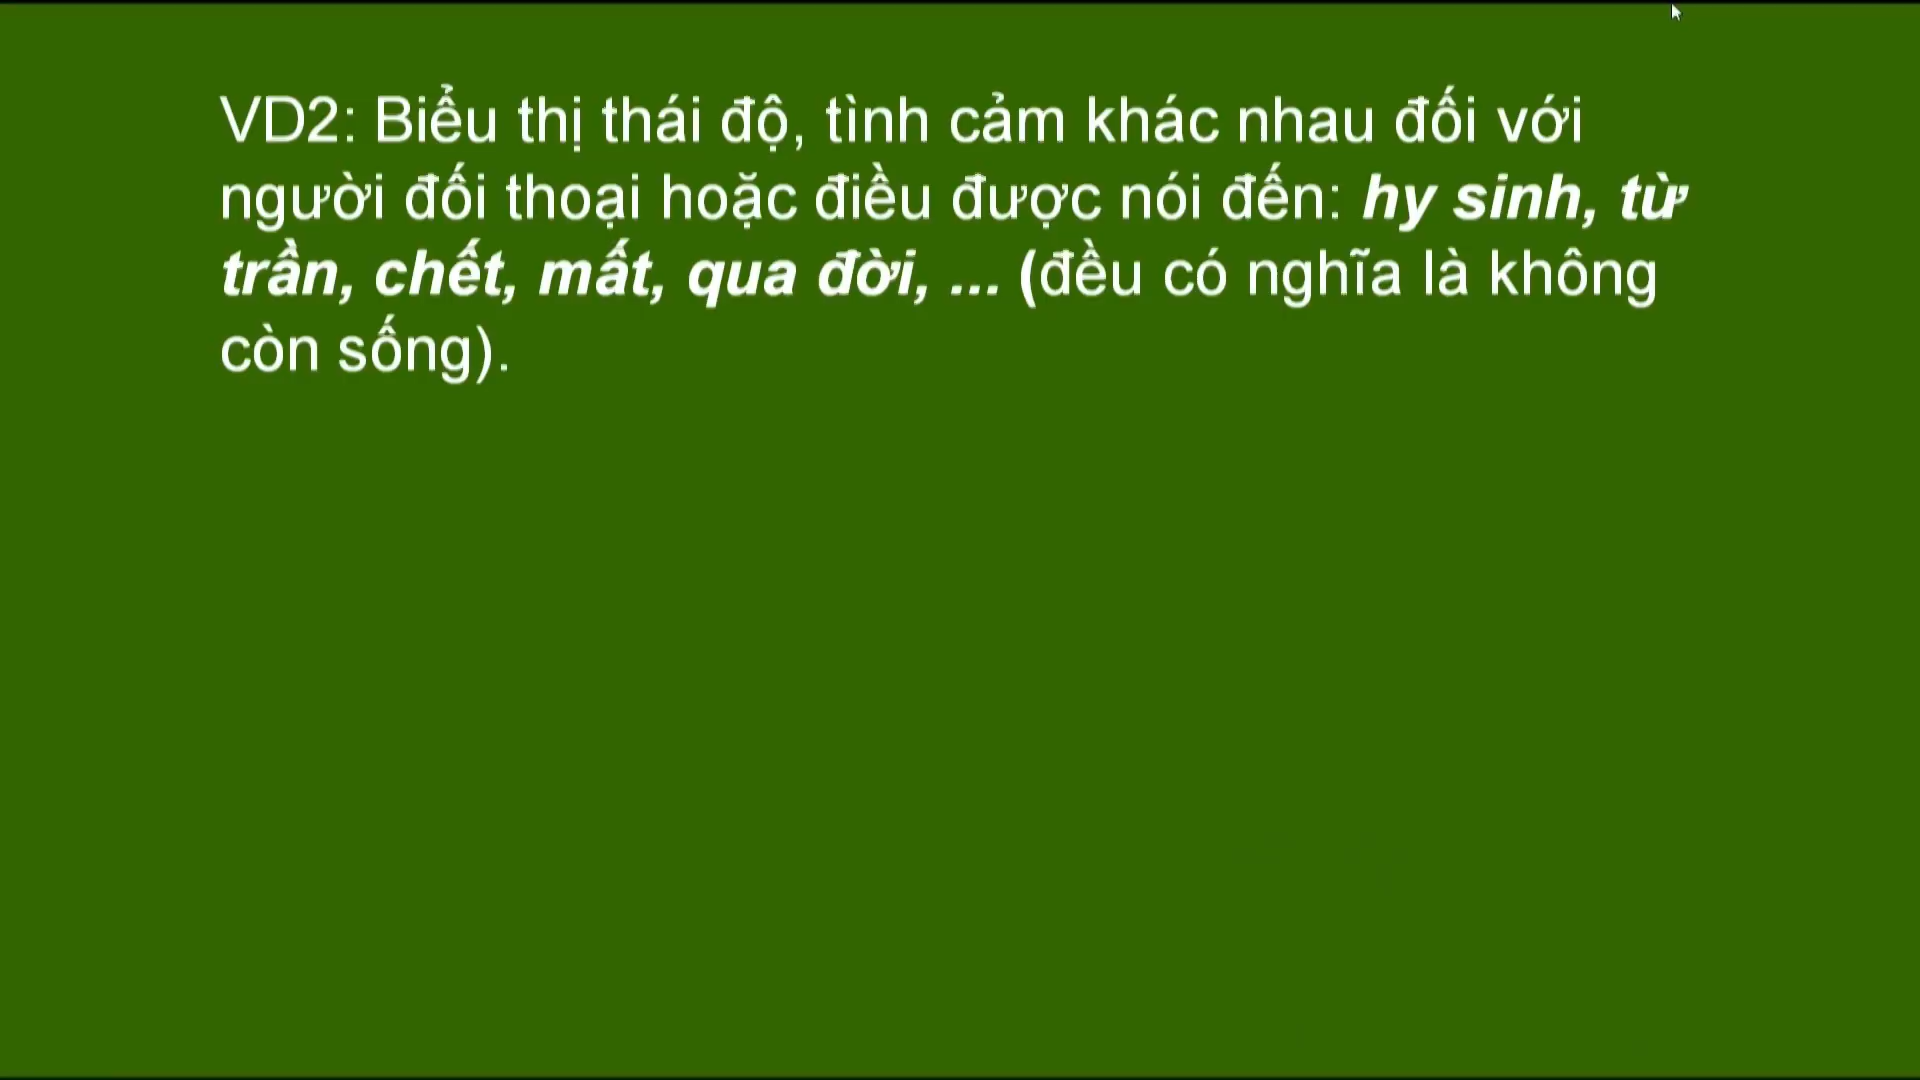 VD2: Biểu thị thái độ, tình cảm khác nhau đối với
người đối thoại hoặc điều được nói đến: hy sinh, từ
trần, chết, mất, qua đời, ... (đều có nghĩa là không
còn sống).